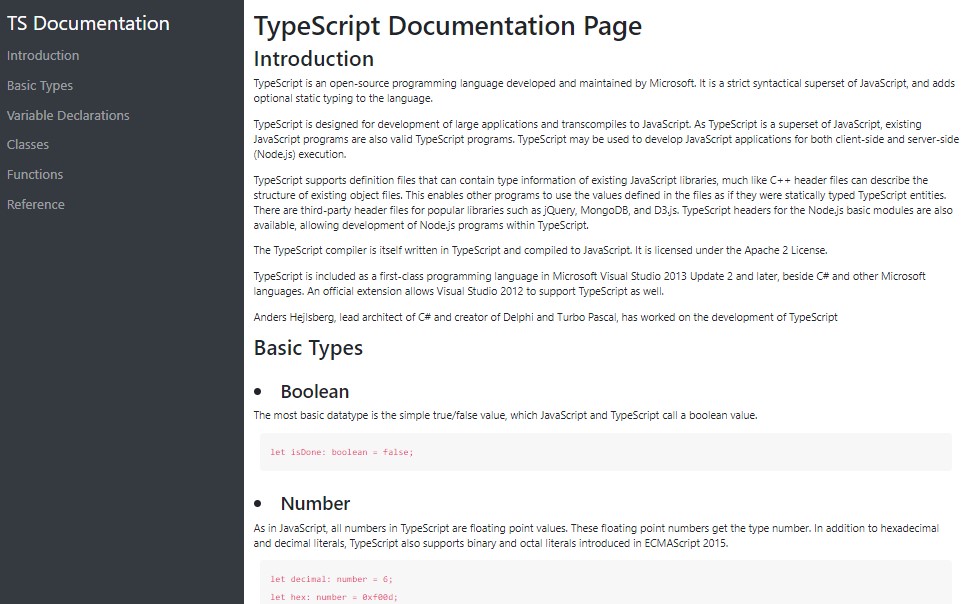 TS Documentation
Introduction
Basic Types
Variable Declarations
Classes
Functions
Reference
TypeScript Documentation Page
Introduction
TypeScript is an open-source programming language developed and maintained by Microsoft. It is a strict syntactical superset of JavaScript, and adds
optional static typing to the language.
TypeScript is designed for development of large applications and transcompiles to JavaScript. As TypeScript is a superset of JavaScript, existing
JavaScript programs are also valid TypeScript programs. TypeScript may be used to develop JavaScript applications for both client-side and server-side
(Node.js) execution.
TypeScript supports definition files that can contain type information of existing JavaScript libraries, much like C++ header files can describe the
structure of existing object files. This enables other programs to use the values defined in the files as if they were statically typed TypeScript entities.
There are third-party header files for popular libraries such as jQuery, MongoDB, and D3.js. TypeScript headers for the Node.js basic modules are also
available, allowing development of Node.js programs within TypeScript.
The TypeScript compiler is itself written in TypeScript and compiled to JavaScript. It is licensed under the Apache 2 License.
TypeScript is included as a first-class programming language in Microsoft Visual Studio 2013 Update 2 and later, beside C# and other Microsoft
languages. An official extension allows Visual Studio 2012 to support TypeScript as well.
Anders Hejlsberg, lead architect of C# and creator of Delphi and Turbo Pascal, has worked on the development of TypeScript
Basic Types
• Boolean
The most basic datatype is the simple true/false value, which JavaScript and TypeScript call a boolean value.
let isDone: boolean = false;
• Number
As in JavaScript, all numbers in TypeScript are floating point values. These floating point numbers get the type number. In addition to hexadecimal
and decimal literals, TypeScript also supports binary and octal literals introduced in ECMAScript 2015.
let decimal: number = 6;
let hex: number = 0xf00d;